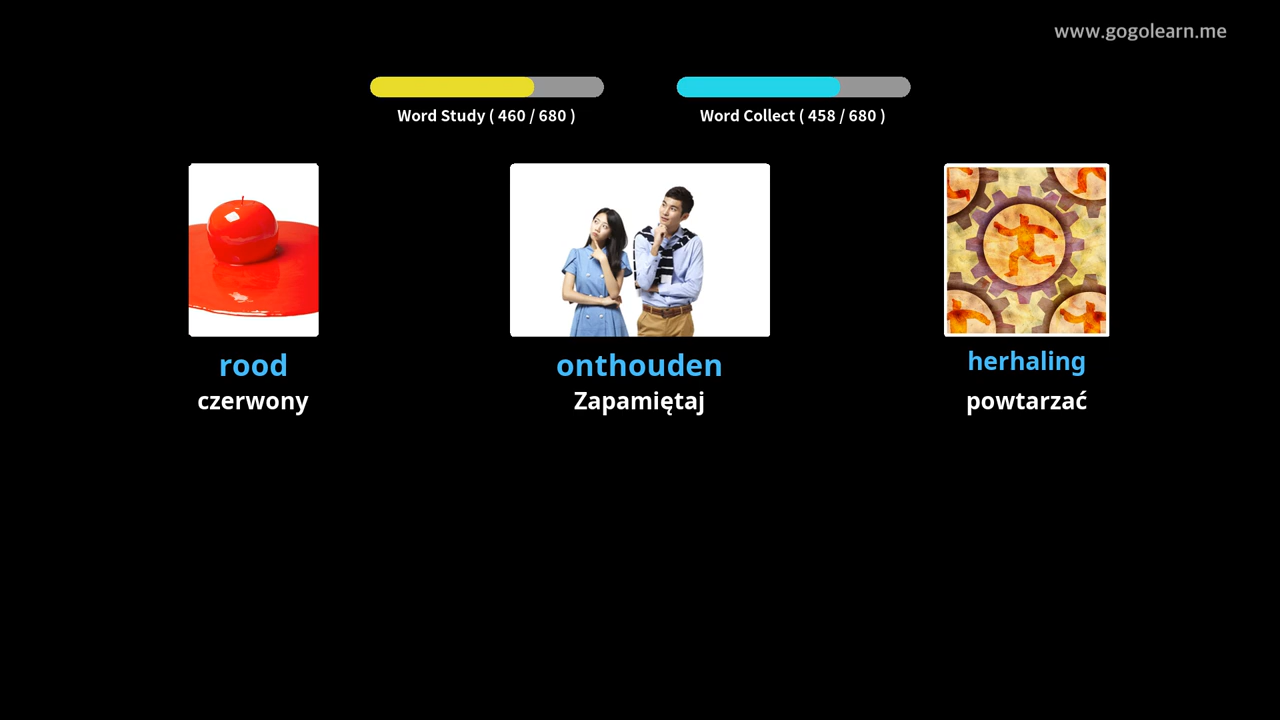 www.gogolearn.me
Word Study ( 460 / 680 )
Word Collect ( 458 / 680 )
rood
czerwony
onthouden
Zapamiętaj
herhaling
powtarzać